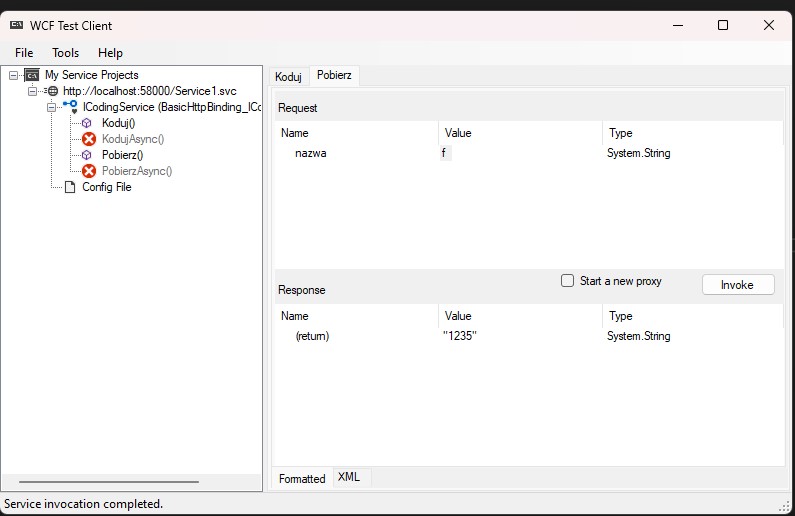 WCF Test Client
File Tools Help
My Service Projects
http://localhost:58000/Service1.svc
ICodingService (BasicHttpBinding_ICo
Koduj()
KodujAsync()
Pobierz()
PobierzAsync()
Config File
Koduj Pobierz
Request
Name Value Type
nazwa f System.String
Start a new proxy Invoke
Response
Name Value Type
(return) "1235" System.String
Formatted XML
Service invocation completed.